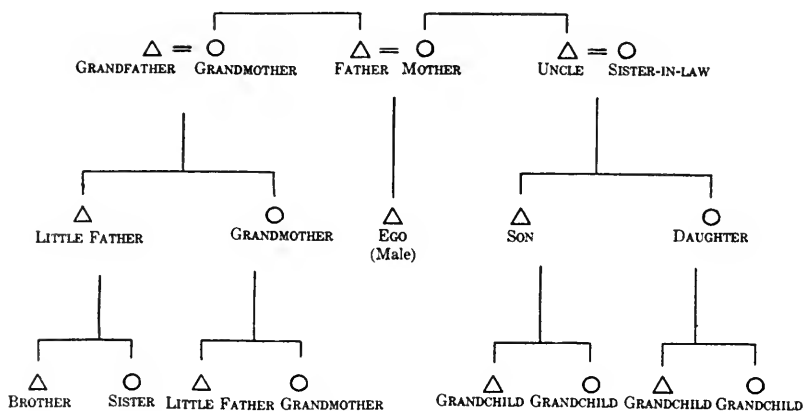 GRANDFATHER GRANDMOTHER FATHER MOTHER UNCLE SISTER-IN-LAW
LITTLE FATHER GRANDMOTHER EGO SON DAUGHTER
(Male)
BROTHER SISTER LITTLE FATHER GRANDMOTHER GRANDCHILD GRANDCHILD GRANDCHILD GRANDCHILD